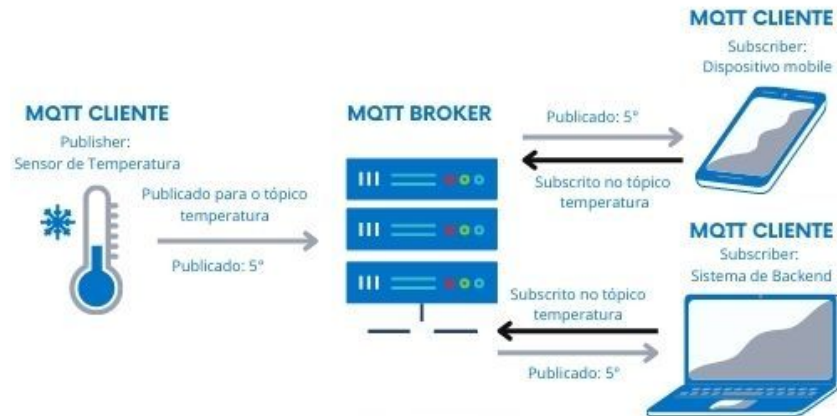 MQTT CLIENTE
Publisher:
Sensor de Temperatura
Publicado para o tópico
temperatura
Publicado: 5°
MQTT BROKER
MQTT CLIENTE
Subscriber:
Dispositivo mobile
Publicado: 5°
Subscrito no tópico
temperatura
MQTT CLIENTE
Subscriber:
Sistema de Backend
Subscrito no tópico
temperatura
Publicado: 5°